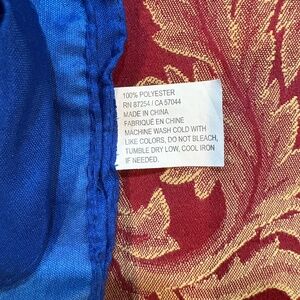 100% POLYESTER
RN 87254 / CA 57044
MADE IN CHINA
FABRIQUÉ EN CHINE
MACHINE WASH COLD WITH
LIKE COLORS, DO NOT BLEACH,
TUMBLE DRY LOW, COOL IRON
IF NEEDED.